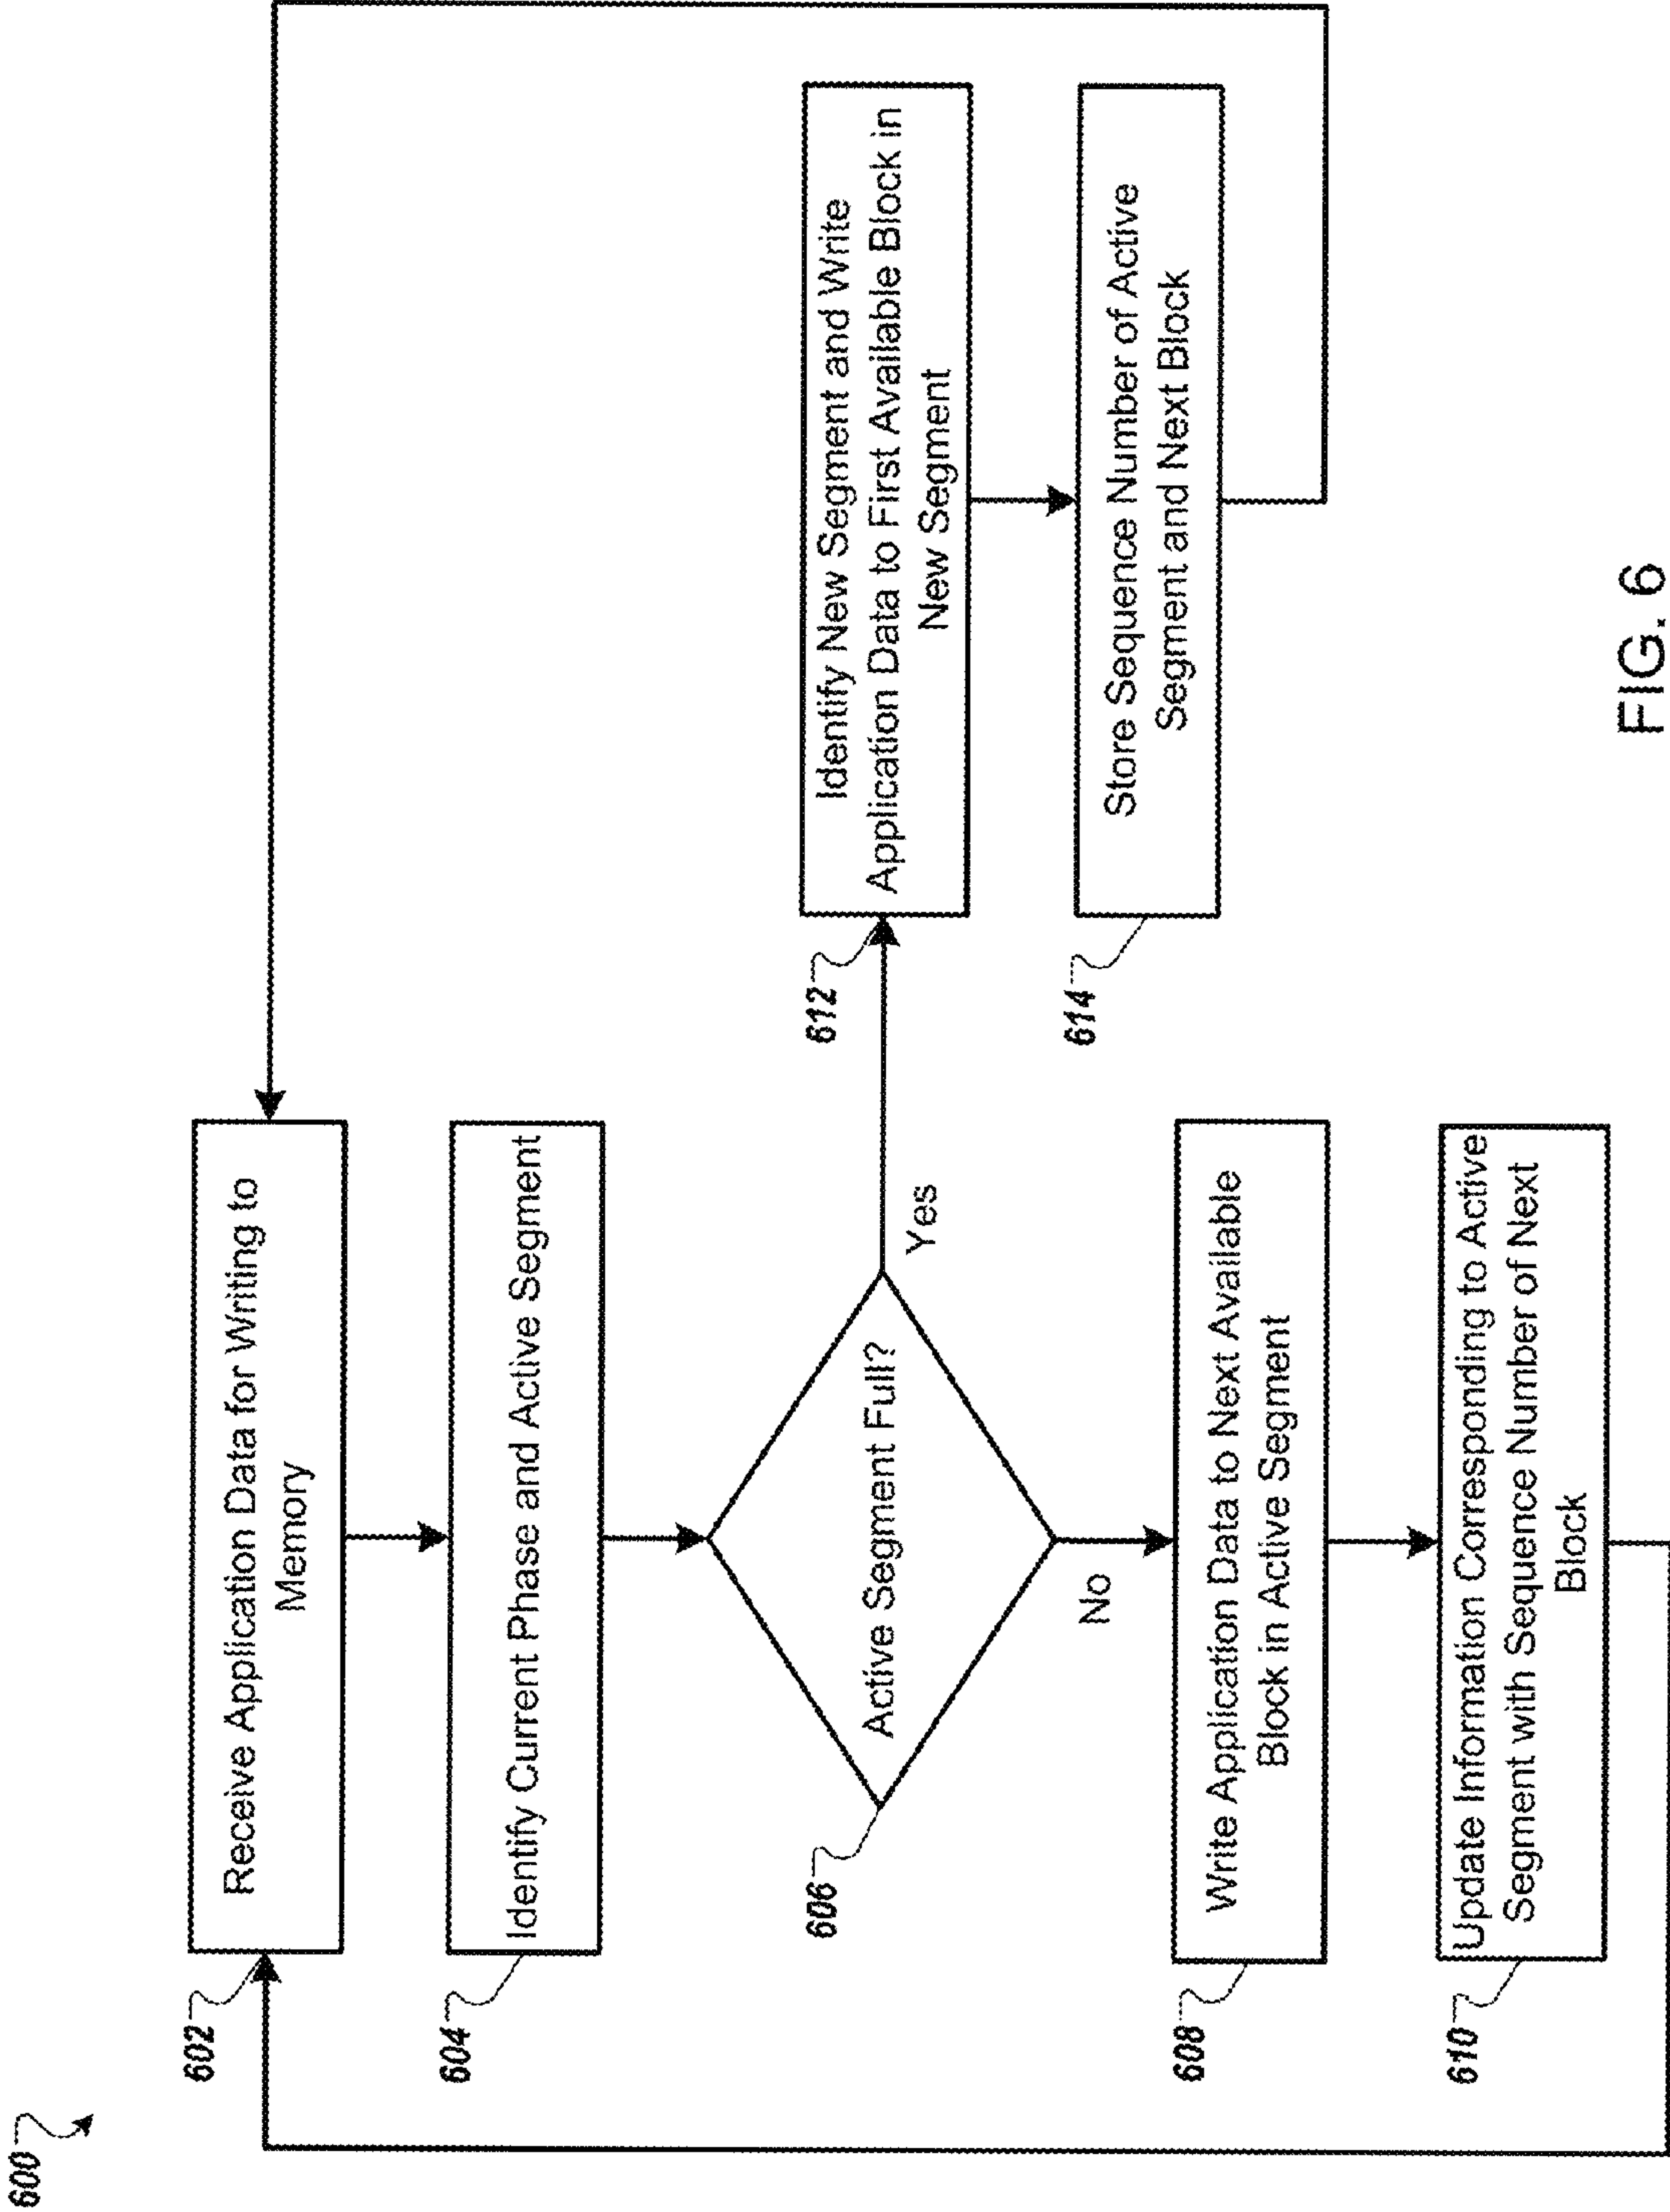 600
602
Receive Application Data for Writing to
Memory
604
Identify Current Phase and Active Segment
606
Active Segment Full?
Yes
No
608
Write Application Data to Next Available
Block in Active Segment
610
Update Information Corresponding to Active
Segment with Sequence Number of Next
Block
612
Identify New Segment and Write
Application Data to First Available Block in
New Segment
614
Store Sequence Number of Active
Segment and Next Block
FIG. 6